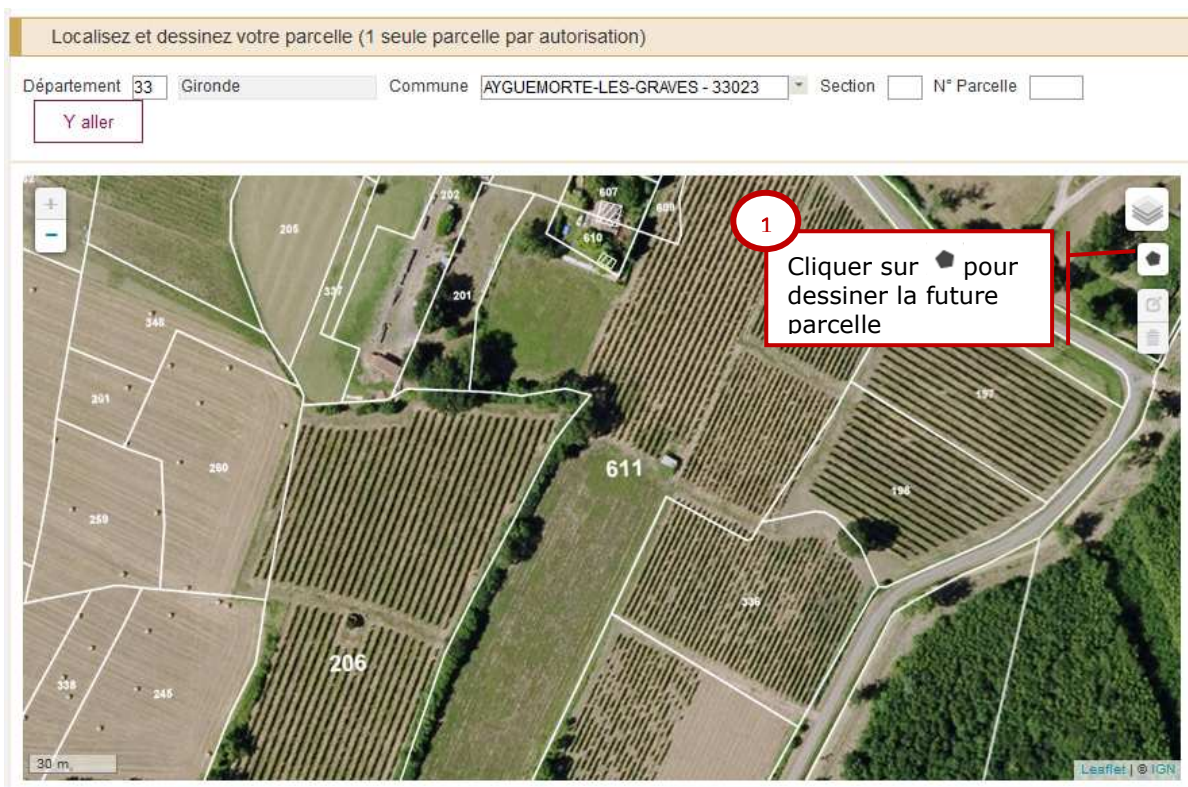 Localisez et dessinez votre parcelle (1 seule parcelle par autorisation)
Département 33 Gironde Commune AYGUEMORTE-LES-GRAVES - 33023 Section N° Parcelle
Y aller
+
−
202
607
609
610
205
1
Cliquer sur pour
dessiner la future
parcelle
337
201
348
197
201
260
611
198
259
336
206
338
245
30 m
Leaflet | © IGN